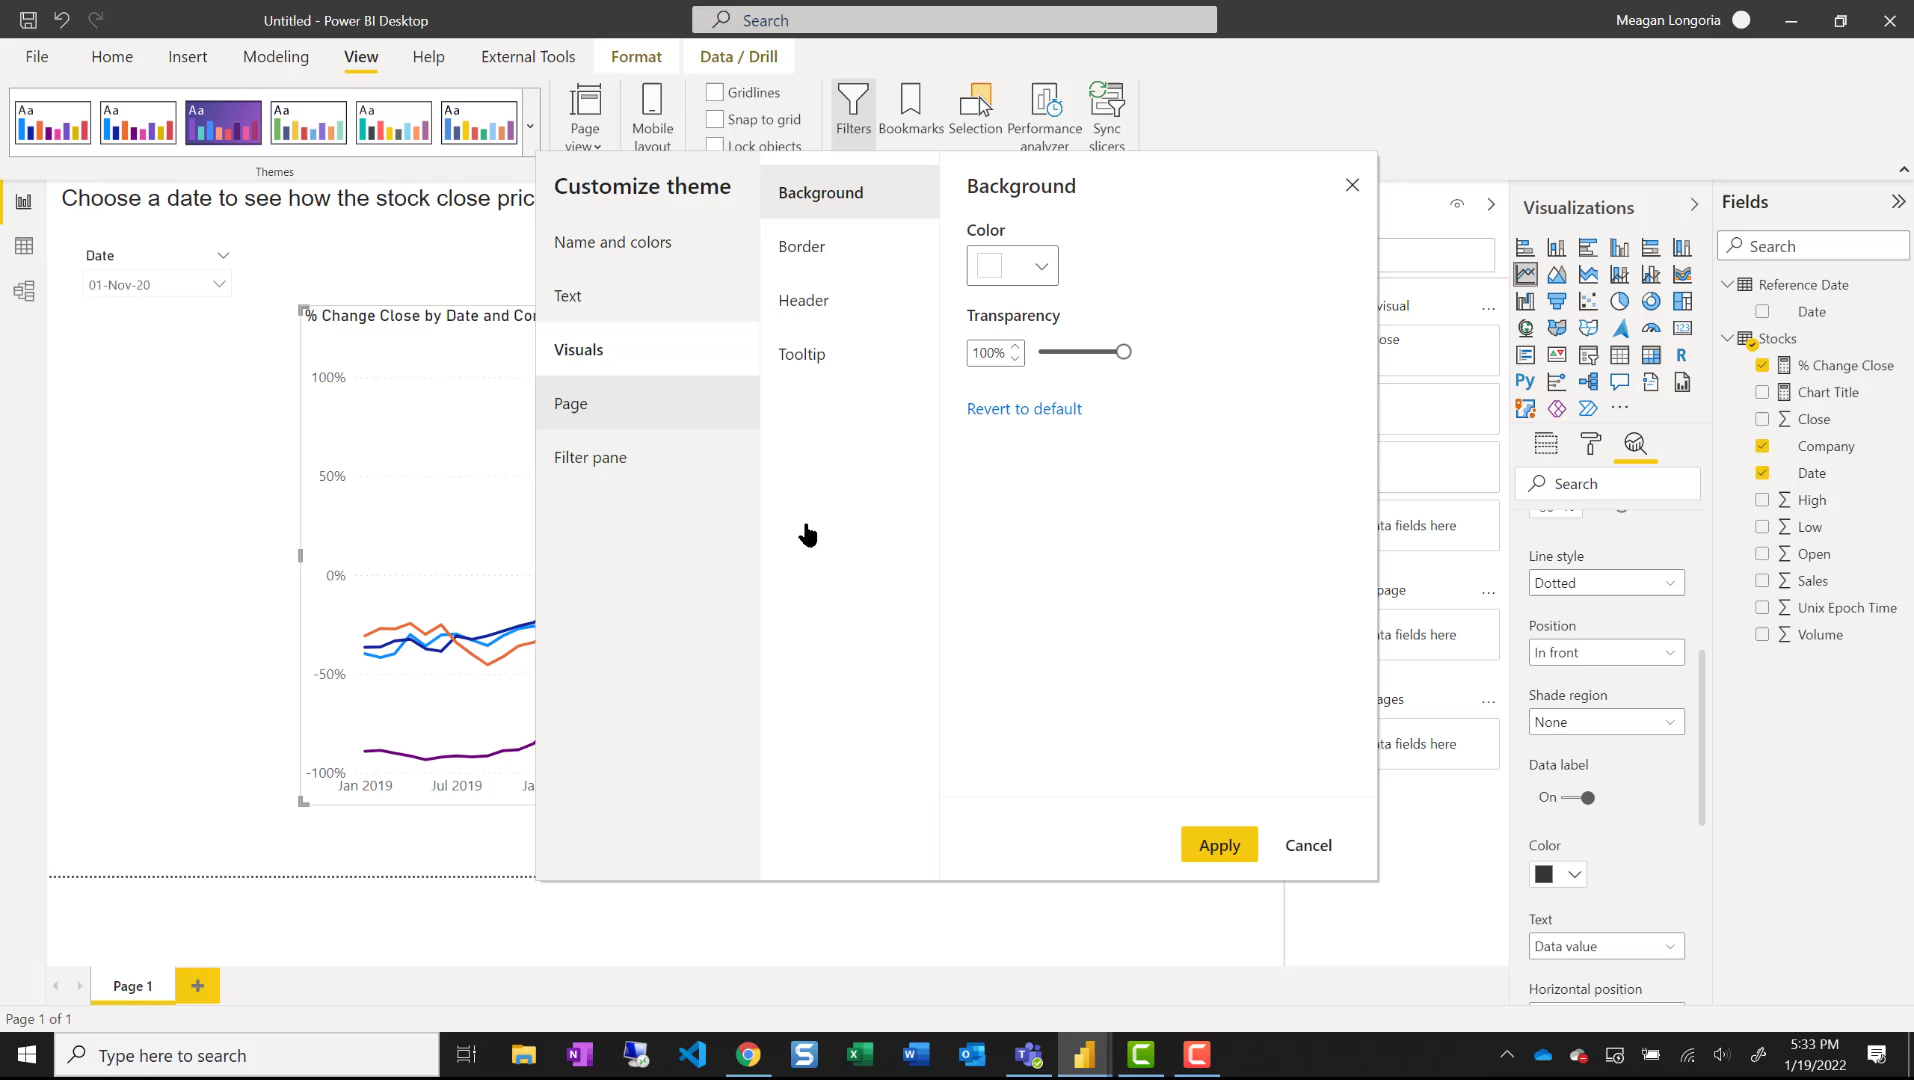 Untitled - Power BI Desktop
Search
Meagan Longoria
File
Home
Insert
Modeling
View
Help
External Tools
Format
Data / Drill
Aa
Aa
Aa
Aa
Aa
Aa
Themes
Page
view
Mobile
layout
Gridlines
Snap to grid
Lock objects
Filters
Bookmarks
Selection
Performance
analyzer
Sync
slicers
Choose a date to see how the stock close pric
Date
01-Nov-20
% Change Close by Date and Co
100%
50%
0%
-50%
-100%
Jan 2019
Jul 2019
Ja
Customize theme
Name and colors
Text
Visuals
Page
Filter pane
Background
Border
Header
Tooltip
Background
Color
Transparency
100%
Revert to default
Apply
Cancel
visual
...
ose
ta fields here
page
...
ta fields here
ages
...
ta fields here
Visualizations
123
R
Py
...
Search
Line style
Dotted
Position
In front
Shade region
None
Data label
On
Color
Text
Data value
Horizontal position
Fields
Search
Reference Date
Date
Stocks
% Change Close
Chart Title
Close
Company
Date
High
Low
Open
Sales
Unix Epoch Time
Volume
Page 1
+
Page 1 of 1
Type here to search
5:33 PM
1/19/2022